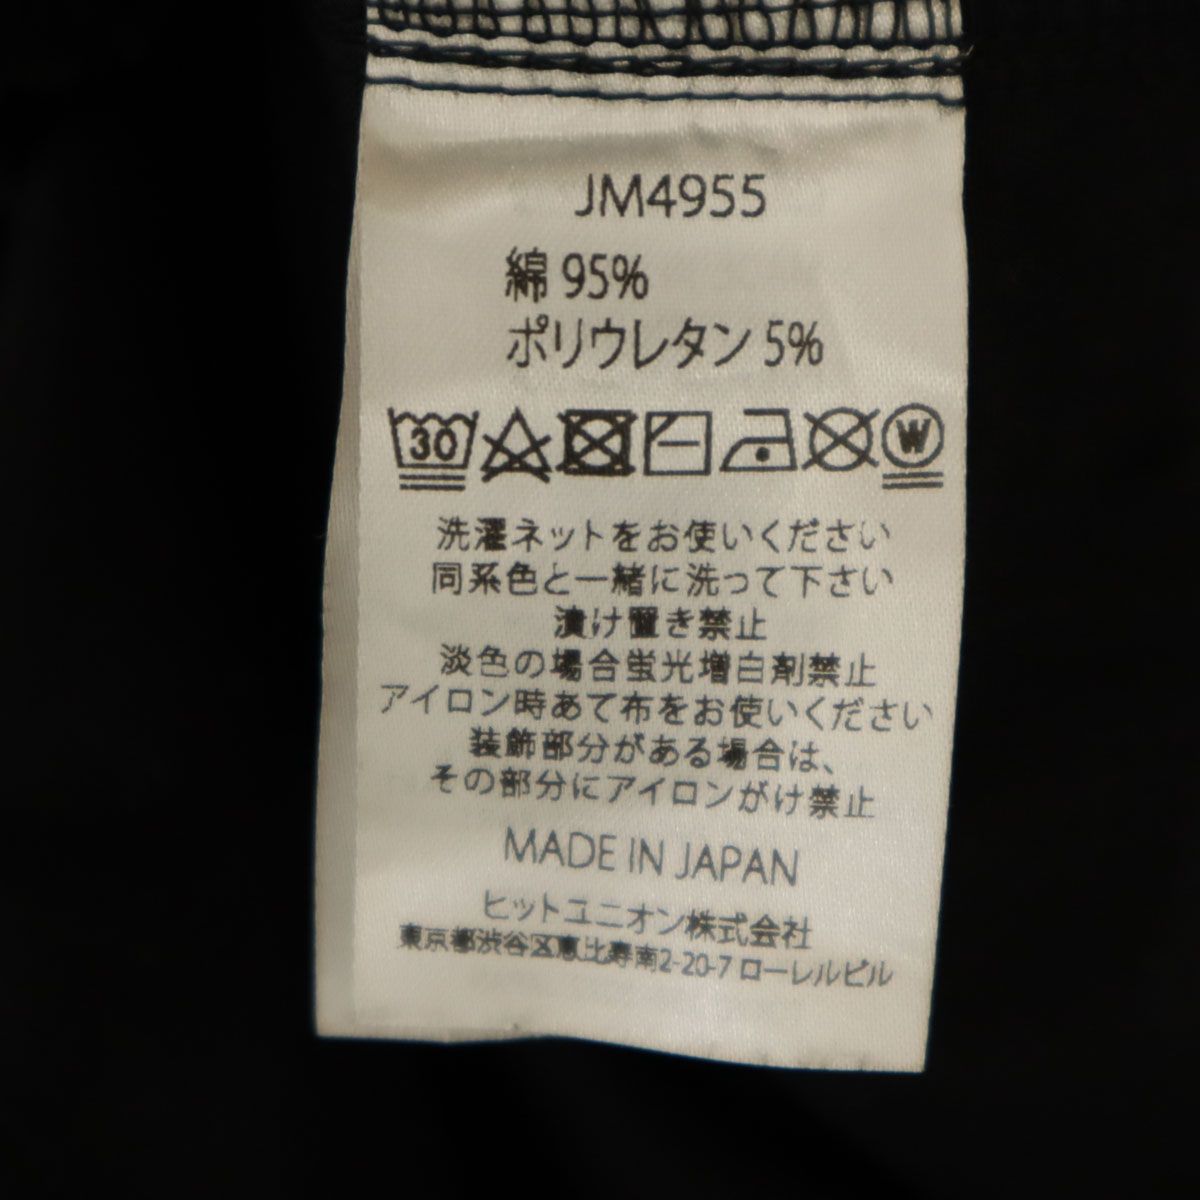 JM4955
綿 95%
ポリウレタン 5%
30 W
洗濯ネットをお使いください
同系色と一緒に洗って下さい
漬け置き禁止
淡色の場合蛍光増白剤禁止
アイロン時あて布をお使いください
装飾部分がある場合は、
その部分にアイロンがけ禁止
MADE IN JAPAN
ヒットユニオン株式会社
東京都渋谷区恵比寿南2-20-7 ローレルビル